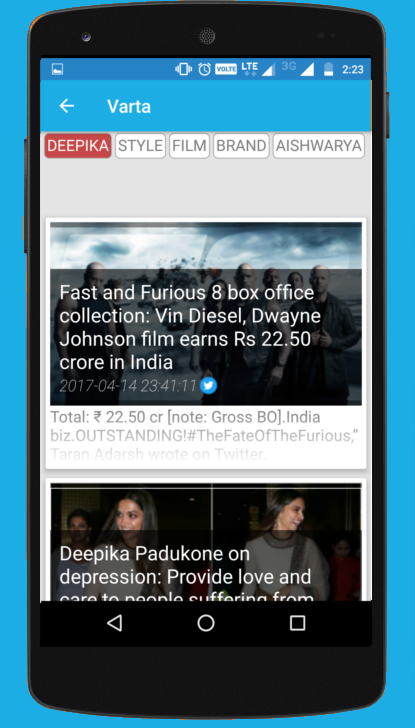 VOLTE LTE 3G 2:23
Varta
DEEPIKA STYLE FILM BRAND AISHWARYA
Fast and Furious 8 box office
collection: Vin Diesel, Dwayne
Johnson film earns Rs 22.50
crore in India
2017-04-14 23:41:11
Total: ₹ 22.50 cr [note: Gross BO].India
biz.OUTSTANDING!#TheFateOfTheFurious,”
Taran Adarsh wrote on Twitter.
Deepika Padukone on
depression: Provide love and
care to people suffering from